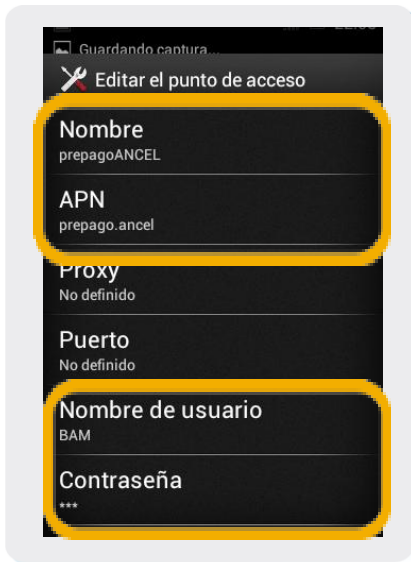 Guardando captura...
Editar el punto de acceso
Nombre
prepagoANCEL
APN
prepago.ancel
Proxy
No definido
Puerto
No definido
Nombre de usuario
BAM
Contraseña
***